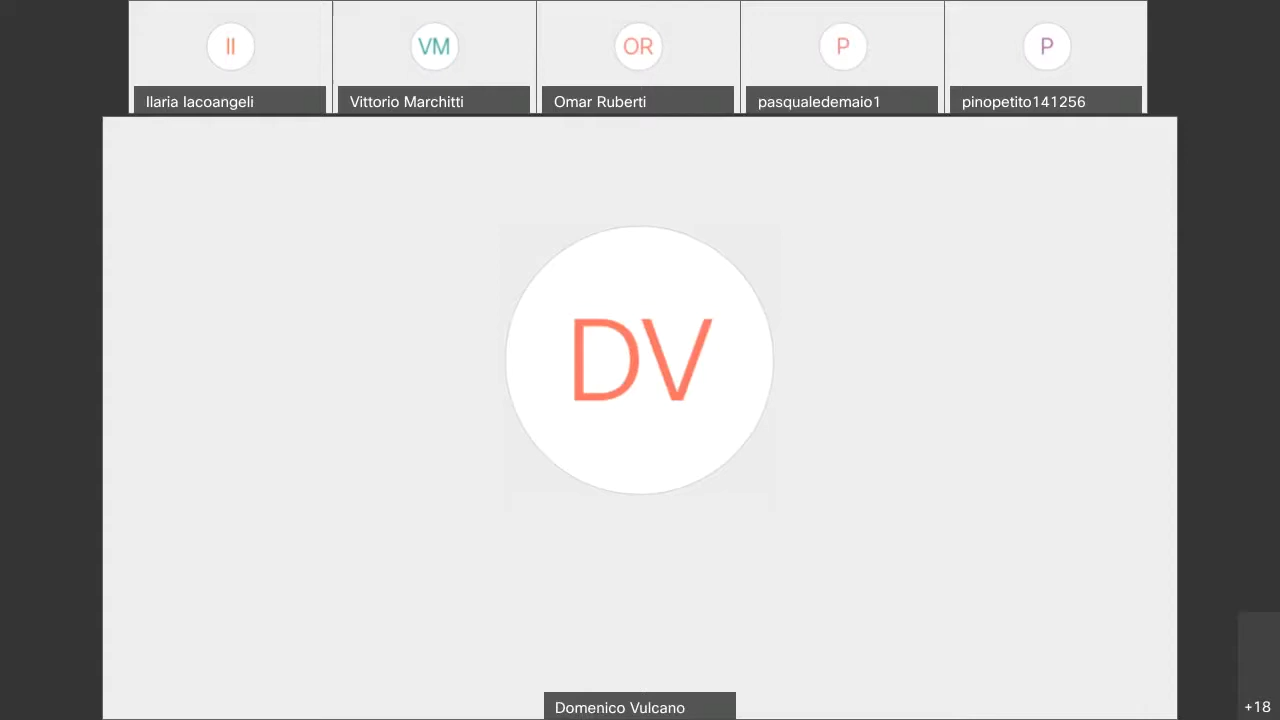 II
VM
OR
P
P
Ilaria Iacoangeli
Vittorio Marchitti
Omar Ruberti
pasqualedemaio1
pinopetito141256
DV
Domenico Vulcano
+18